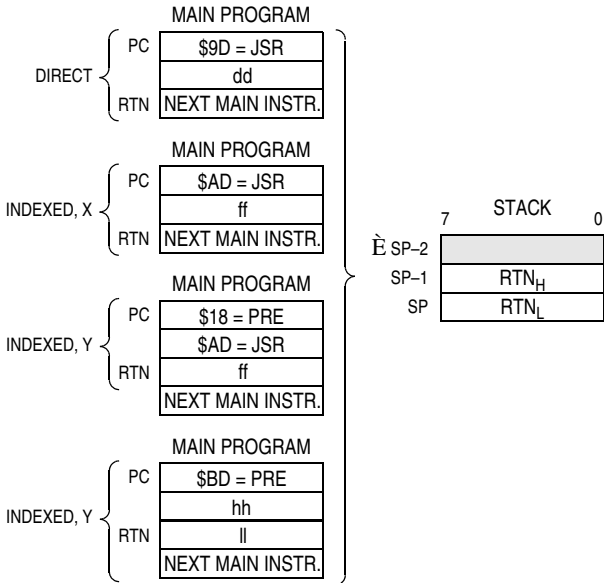 MAIN PROGRAM
PC $9D = JSR
DIRECT dd
RTN NEXT MAIN INSTR.
MAIN PROGRAM
PC $AD = JSR
INDEXED, X ff
RTN NEXT MAIN INSTR.
MAIN PROGRAM
PC $18 = PRE
INDEXED, Y $AD = JSR
RTN ff
NEXT MAIN INSTR.
MAIN PROGRAM
PC $BD = PRE
INDEXED, Y hh
RTN ll
NEXT MAIN INSTR.
7 STACK 0
È SP–2
SP–1 RTNH
SP RTNL